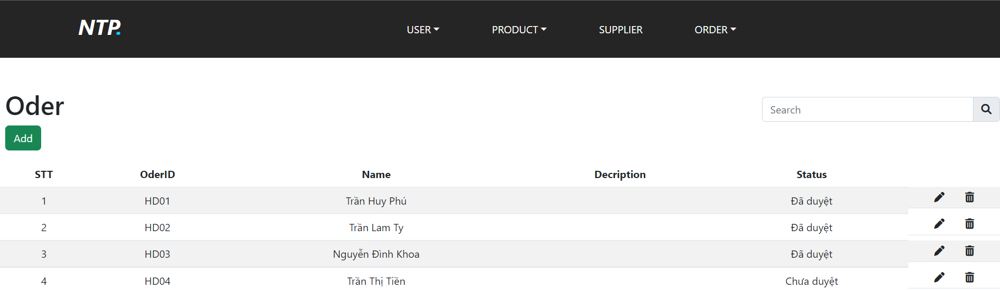 NTP.
USER PRODUCT SUPPLIER ORDER
Oder
Search
Add
STT OderID Name Decription Status
1 HD01 Trần Huy Phú Đã duyệt
2 HD02 Trần Lam Ty Đã duyệt
3 HD03 Nguyễn Đình Khoa Đã duyệt
4 HD04 Trần Thị Tiền Chưa duyệt